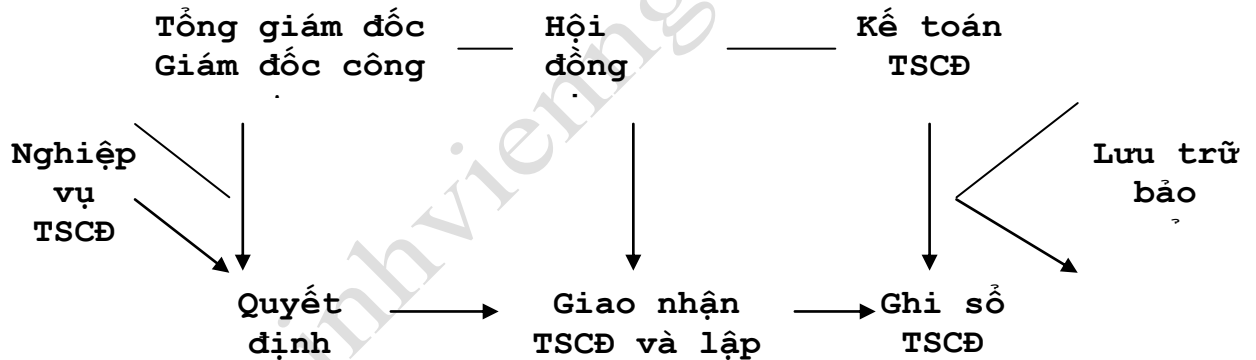 Tổng giám đốc
Giám đốc công
Hội
đồng
Kế toán
TSCĐ
Nghiệp
vụ
TSCĐ
Lưu trữ
bảo
Quyết
định
Giao nhận
TSCĐ và lập
Ghi sổ
TSCĐ
inhvieng